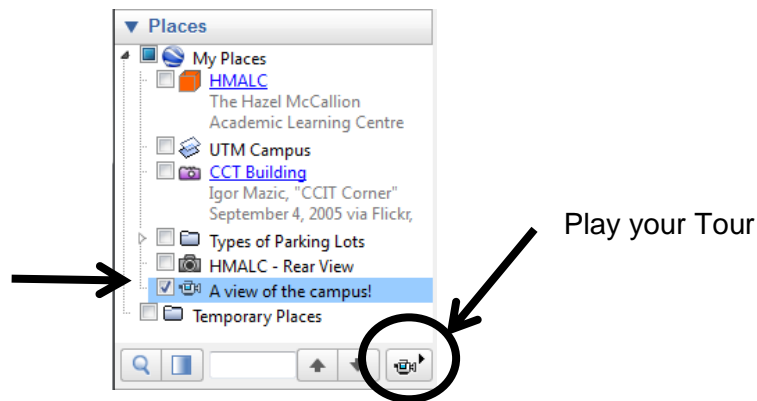 Places
My Places
HMALC
The Hazel McCallion
Academic Learning Centre
UTM Campus
CCT Building
Igor Mazic, "CCIT Corner"
September 4, 2005 via Flickr,
Types of Parking Lots
HMALC - Rear View
A view of the campus!
Temporary Places
Play your Tour